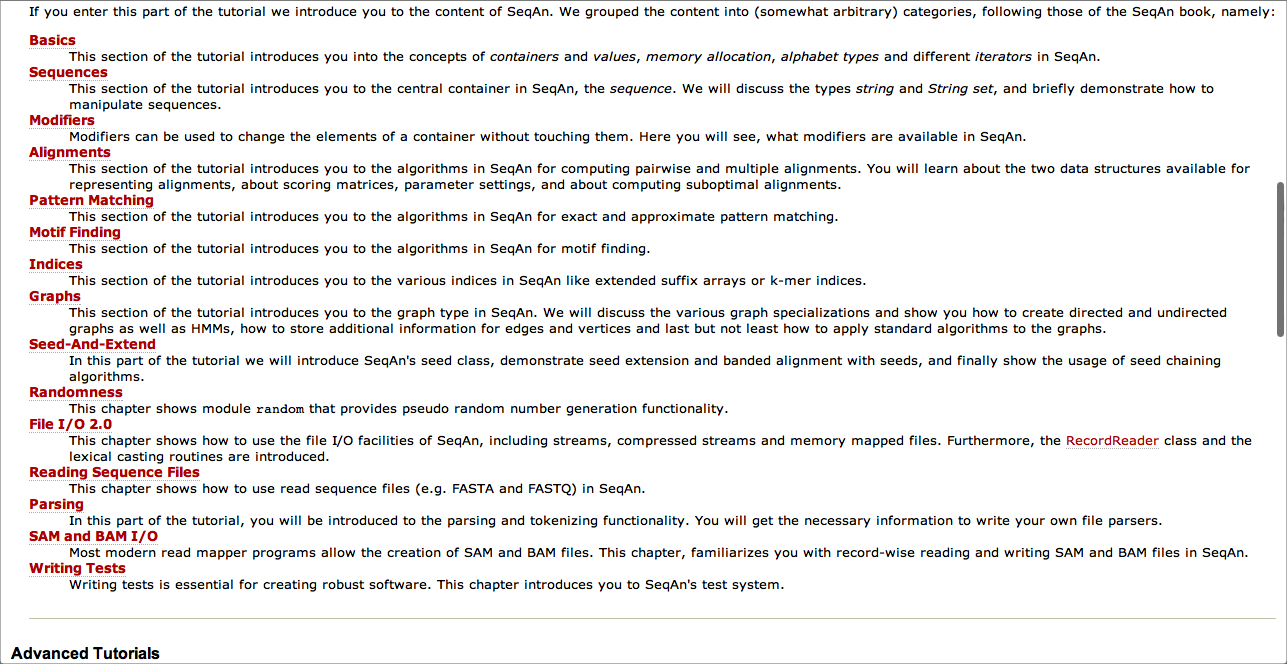 If you enter this part of the tutorial we introduce you to the content of SeqAn. We grouped the content into (somewhat arbitrary) categories, following those of the SeqAn book, namely:
Basics
This section of the tutorial introduces you into the concepts of containers and values, memory allocation, alphabet types and different iterators in SeqAn.
Sequences
This section of the tutorial introduces you to the central container in SeqAn, the sequence. We will discuss the types string and String set, and briefly demonstrate how to
manipulate sequences.
Modifiers
Modifiers can be used to change the elements of a container without touching them. Here you will see, what modifiers are available in SeqAn.
Alignments
This section of the tutorial introduces you to the algorithms in SeqAn for computing pairwise and multiple alignments. You will learn about the two data structures available for
representing alignments, about scoring matrices, parameter settings, and about computing suboptimal alignments.
Pattern Matching
This section of the tutorial introduces you to the algorithms in SeqAn for exact and approximate pattern matching.
Motif Finding
This section of the tutorial introduces you to the algorithms in SeqAn for motif finding.
Indices
This section of the tutorial introduces you to the various indices in SeqAn like extended suffix arrays or k-mer indices.
Graphs
This section of the tutorial introduces you to the graph type in SeqAn. We will discuss the various graph specializations and show you how to create directed and undirected
graphs as well as HMMs, how to store additional information for edges and vertices and last but not least how to apply standard algorithms to the graphs.
Seed-And-Extend
In this part of the tutorial we will introduce SeqAn's seed class, demonstrate seed extension and banded alignment with seeds, and finally show the usage of seed chaining
algorithms.
Randomness
This chapter shows module random that provides pseudo random number generation functionality.
File I/O 2.0
This chapter shows how to use the file I/O facilities of SeqAn, including streams, compressed streams and memory mapped files. Furthermore, the RecordReader class and the
lexical casting routines are introduced.
Reading Sequence Files
This chapter shows how to use read sequence files (e.g. FASTA and FASTQ) in SeqAn.
Parsing
In this part of the tutorial, you will be introduced to the parsing and tokenizing functionality. You will get the necessary information to write your own file parsers.
SAM and BAM I/O
Most modern read mapper programs allow the creation of SAM and BAM files. This chapter, familiarizes you with record-wise reading and writing SAM and BAM files in SeqAn.
Writing Tests
Writing tests is essential for creating robust software. This chapter introduces you to SeqAn's test system.
Advanced Tutorials